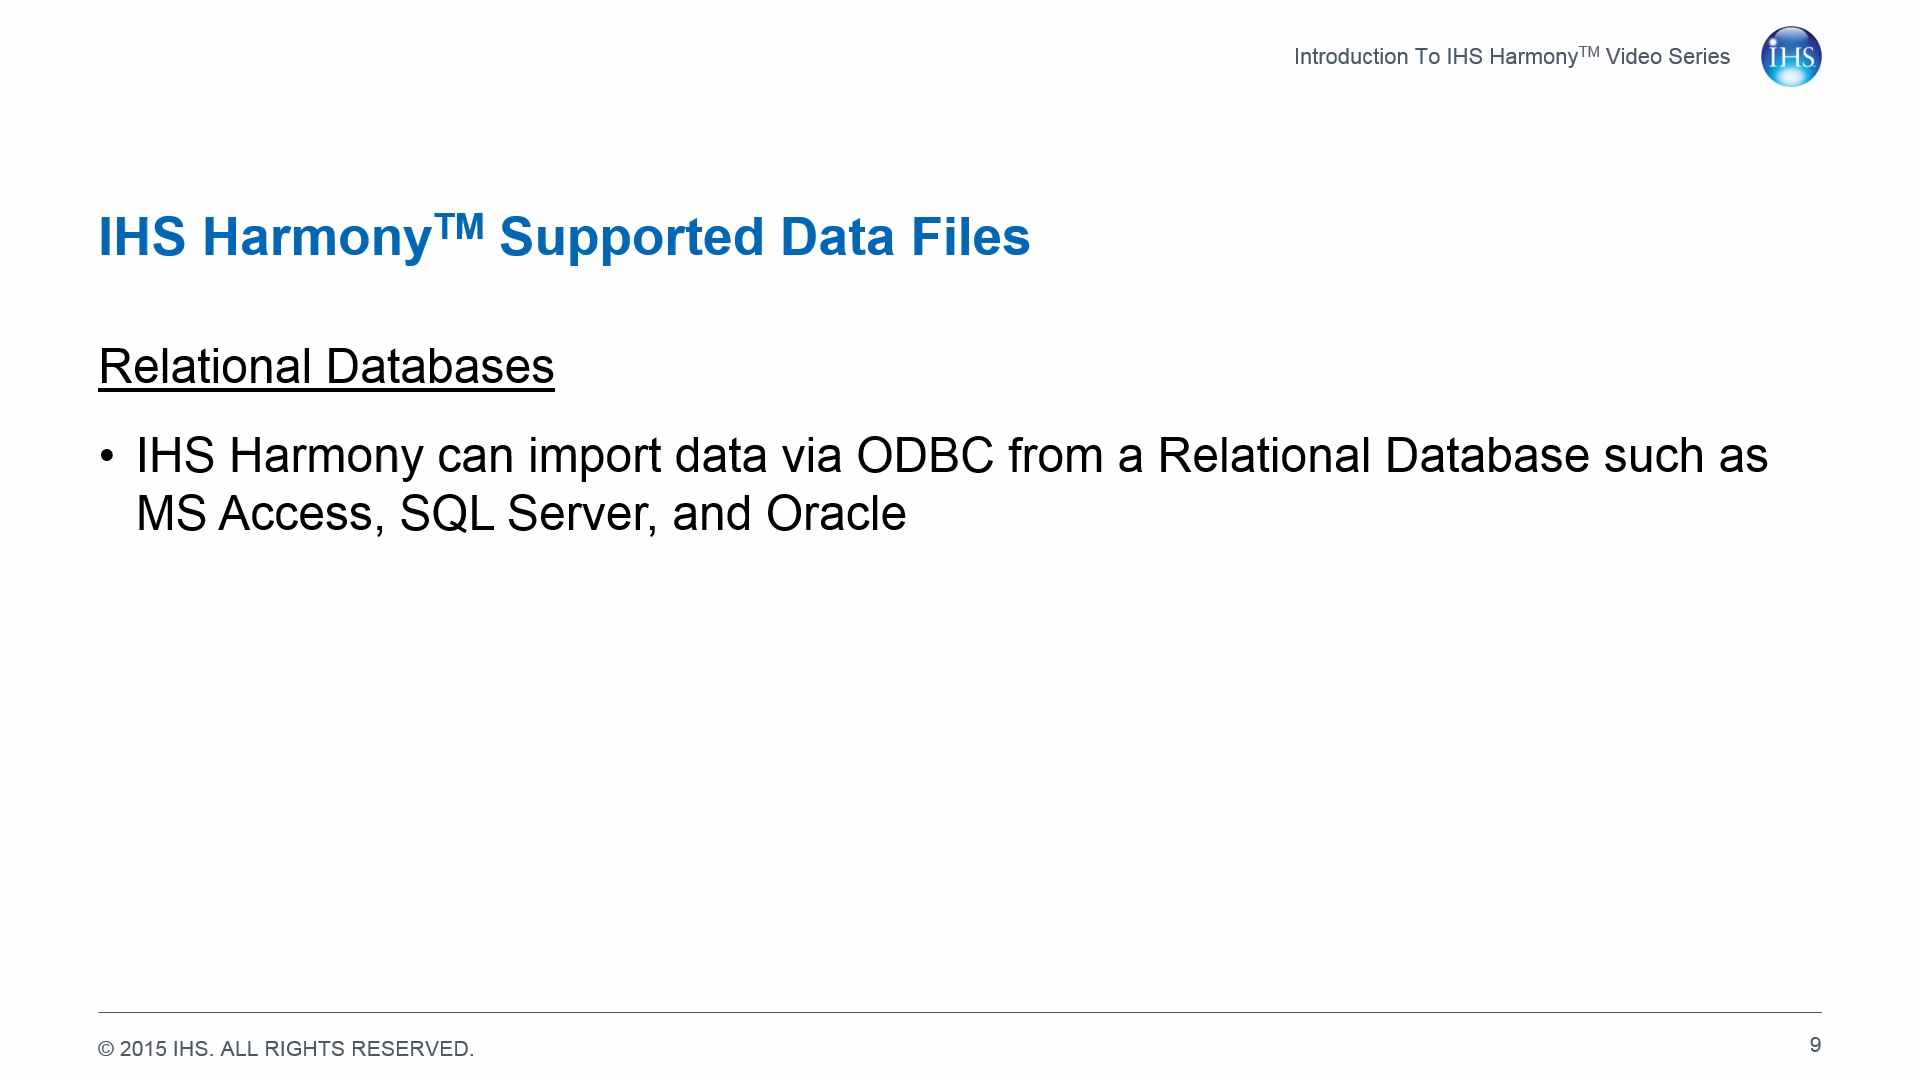 Introduction To IHS Harmony™ Video Series
IHS
IHS Harmony™ Supported Data Files
Relational Databases
• IHS Harmony can import data via ODBC from a Relational Database such as
MS Access, SQL Server, and Oracle
© 2015 IHS. ALL RIGHTS RESERVED.
9